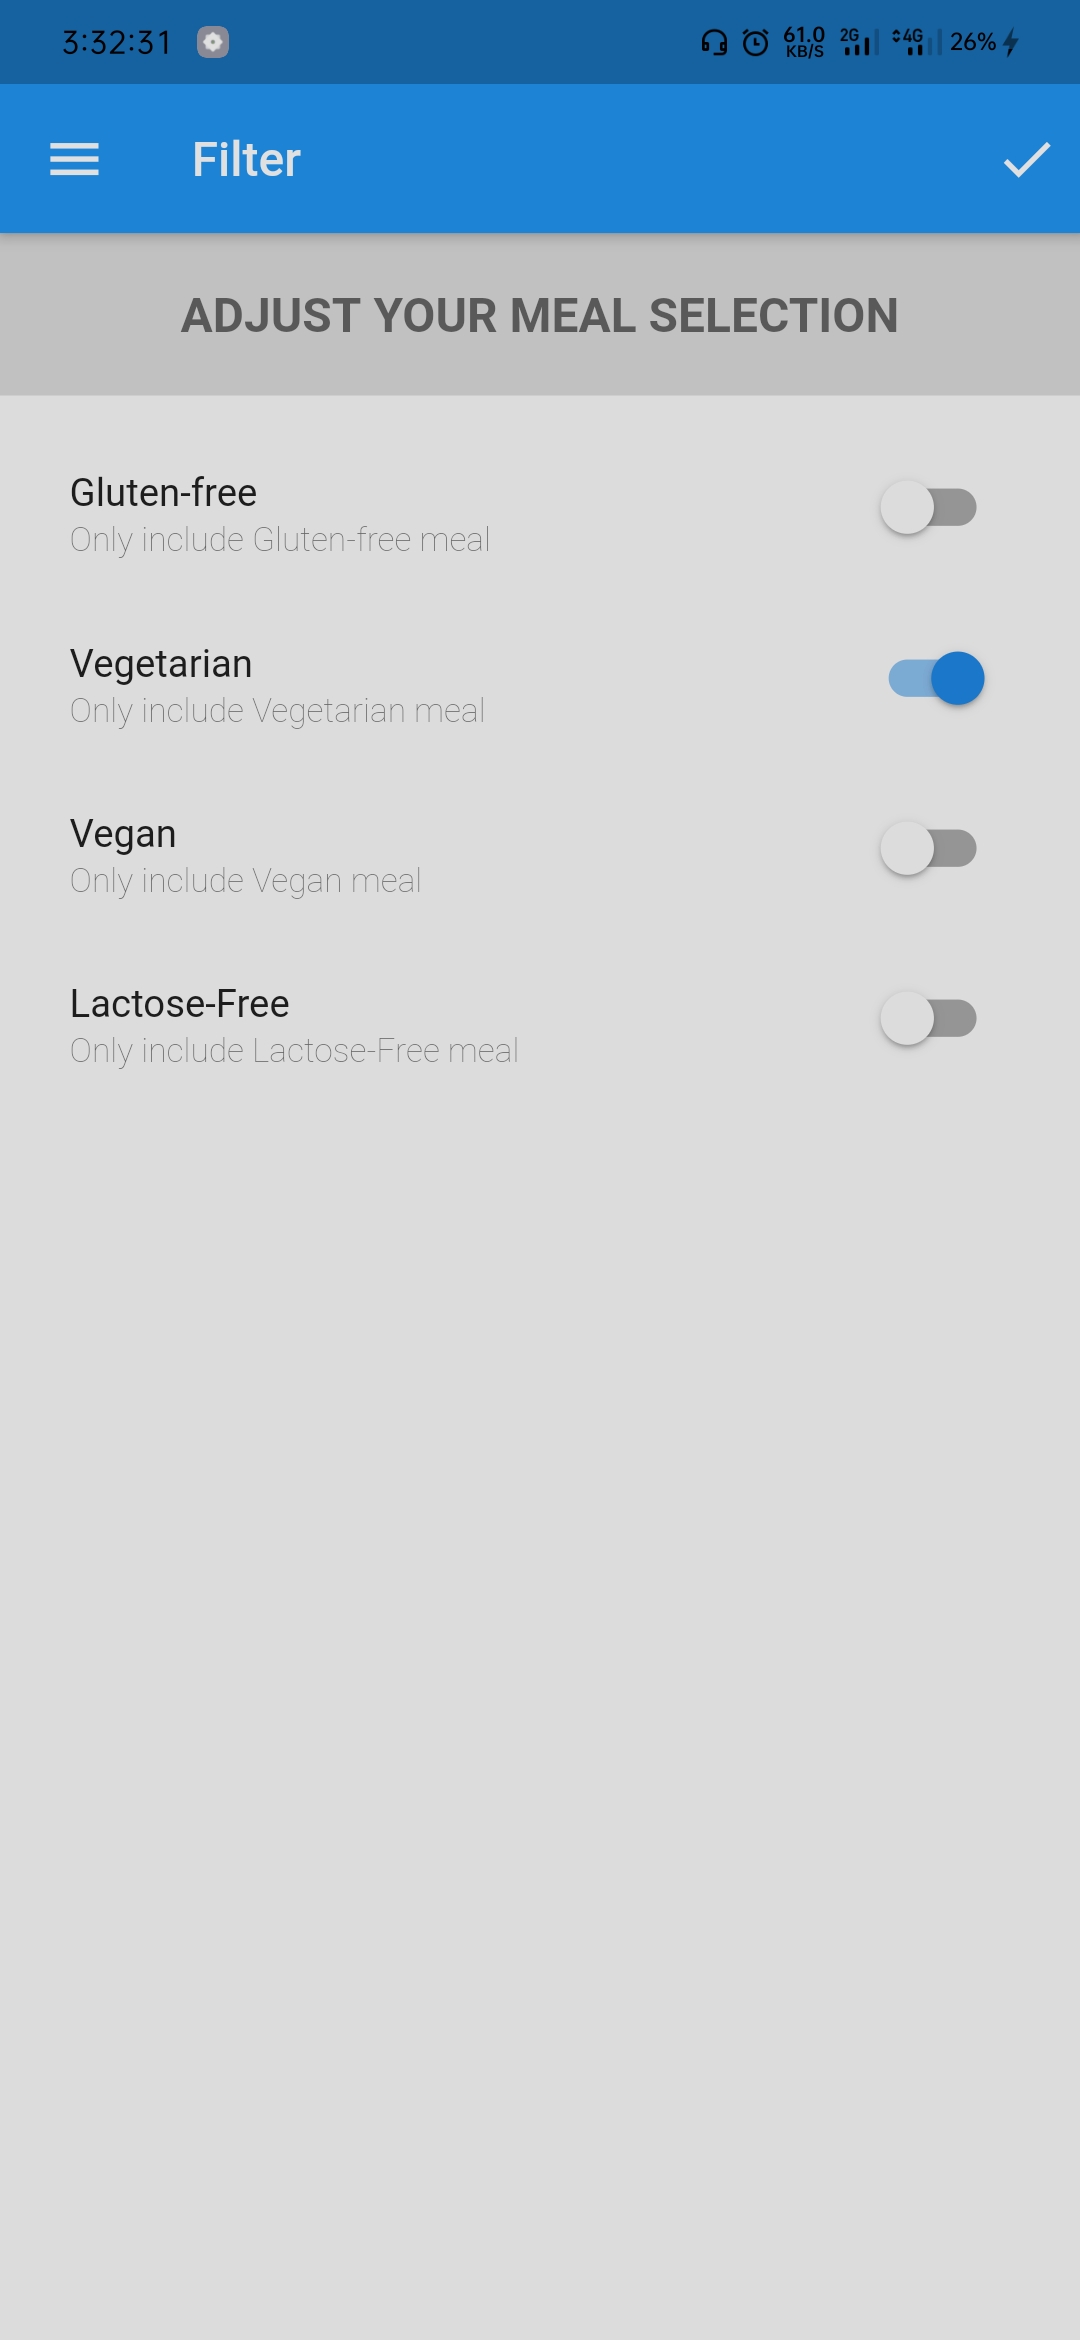 3:32:31 61.0 KB/S 2G 4G 26%
Filter
ADJUST YOUR MEAL SELECTION
Gluten-free
Only include Gluten-free meal
Vegetarian
Only include Vegetarian meal
Vegan
Only include Vegan meal
Lactose-Free
Only include Lactose-Free meal